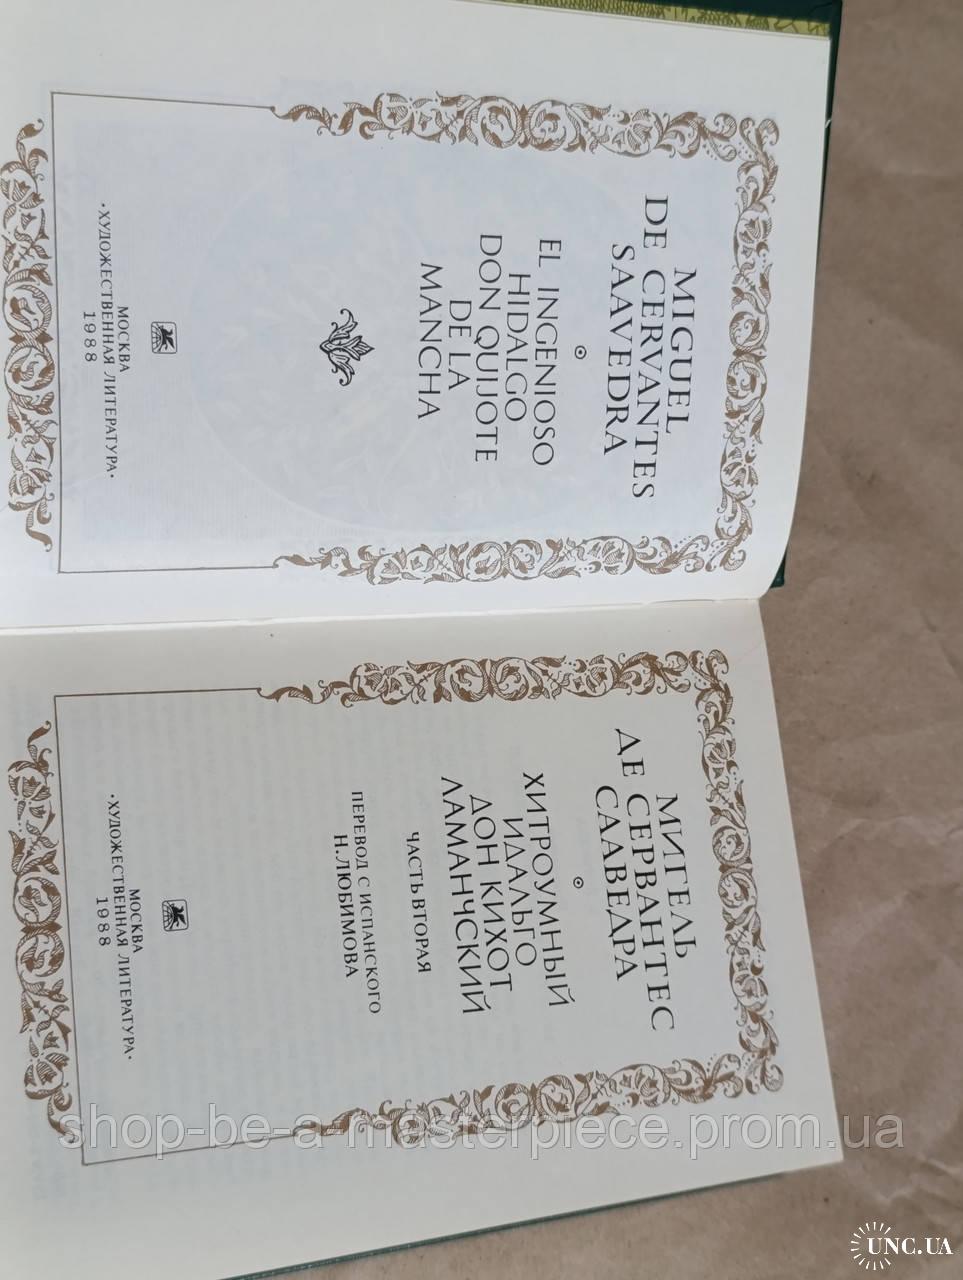 MIGUEL
DE CERVANTES
SAAVEDRA
EL INGENIOSO
HIDALGO
DON QUIJOTE
DE LA
MANCHA
МОСКВА
«ХУДОЖЕСТВЕННАЯ ЛИТЕРАТУРА»
1988
МИГЕЛЬ
ДЕ СЕРВАНТЕС
СААВЕДРА
ХИТРОУМНЫЙ
ИДАЛЬГО
ДОН КИХОТ
ЛАМАНЧСКИЙ
ЧАСТЬ ВТОРАЯ
ПЕРЕВОД С ИСПАНСКОГО
Н. ЛЮБИМОВА
МОСКВА
«ХУДОЖЕСТВЕННАЯ ЛИТЕРАТУРА»
1988
shop-be-a-masterpiece.prom.ua
UNC.UA